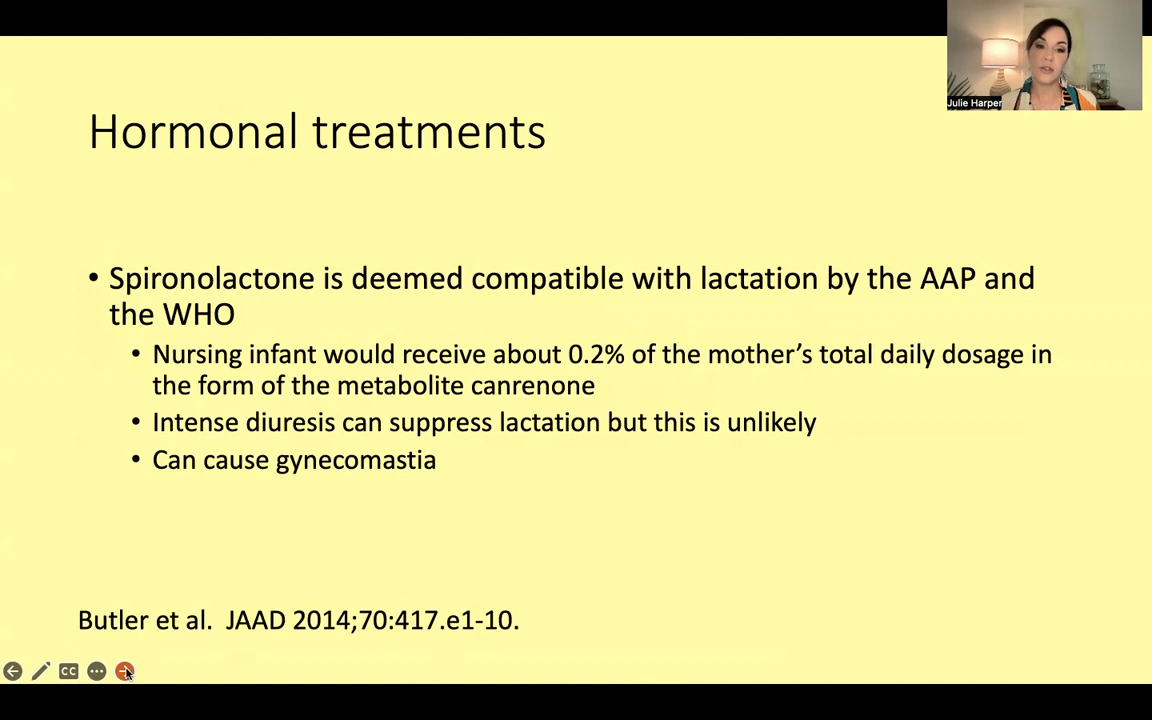 Julie Harper
Hormonal treatments
• Spironolactone is deemed compatible with lactation by the AAP and
the WHO
• Nursing infant would receive about 0.2% of the mother’s total daily dosage in
the form of the metabolite canrenone
• Intense diuresis can suppress lactation but this is unlikely
• Can cause gynecomastia
Butler et al.  JAAD 2014;70:417.e1-10.
CC